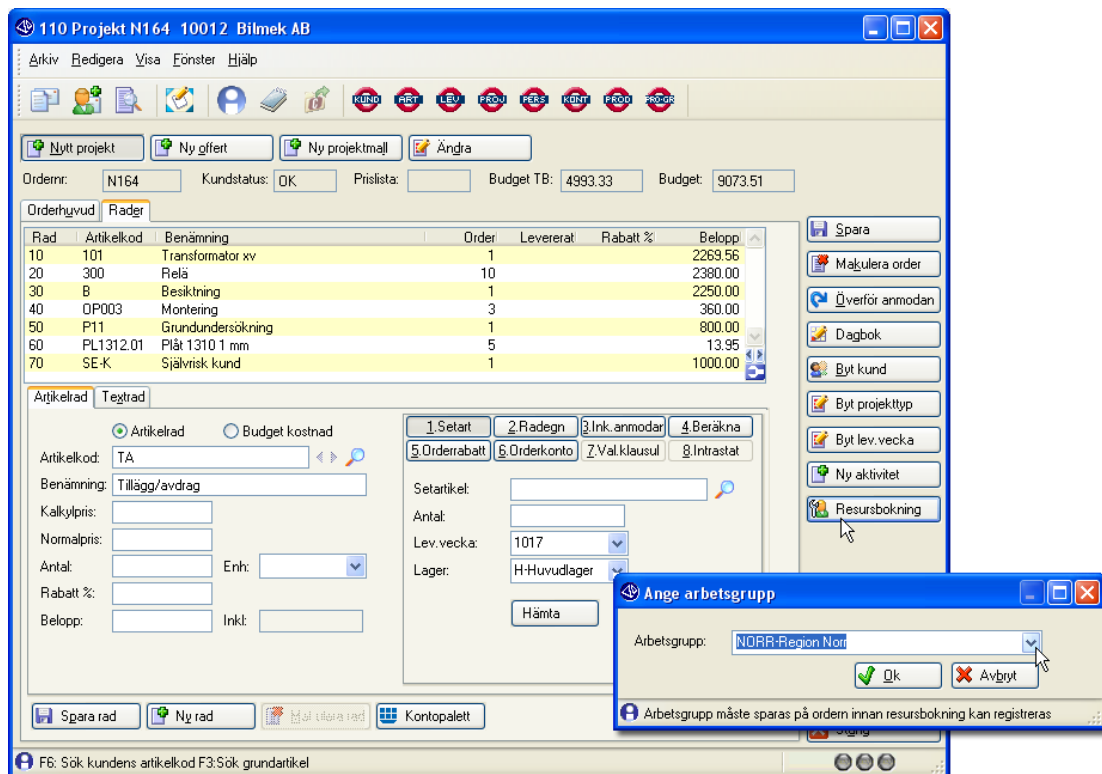 110 Projekt N164 10012 Bilmek AB
Arkiv Redigera Visa Fönster Hjälp
KUND ART LEV PROJ PERS KONT PROD PRO-GR
Nytt projekt Ny offert Ny projektmall Ändra
Ordernr: N164 Kundstatus: OK Prislista: Budget TB: 4993.33 Budget: 9073.51
Orderhuvud Rader
Rad Artikelkod Benämning Order Levererat Rabatt % Belopp
10 101 Transformator xv 1 2269.56
20 300 Relä 10 2380.00
30 B Besiktning 1 2250.00
40 OP003 Montering 3 360.00
50 P11 Grundundersökning 1 800.00
60 PL1312.01 Plåt 1310 1 mm 5 13.95
70 SE-K Självrisk kund 1 1000.00
Spara
Makulera order
Överför anmodan
Dagbok
Byt kund
Byt projekttyp
Byt lev.vecka
Ny aktivitet
Resursbokning
Artikelrad Textrad
Artikelrad Budget kostnad
Artikelkod: TA
Benämning: Tillägg/avdrag
Kalkylpris:
Normalpris:
Antal: Enh:
Rabatt %:
Belopp: Inkl:
1.Setart 2.Radegn 3.Ink.anmodar 4.Beräkna
5.Orderrabatt 6.Orderkonto 7.Val.klausul 8.Intrastat
Setartikel:
Antal:
Lev.vecka: 1017
Lager: H-Huvudlager
Hämta
Ange arbetsgrupp
Arbetsgrupp: NORR-Region Norr
Ok Avbryt
Arbetsgrupp måste sparas på ordern innan resursbokning kan registreras
Spara rad Ny rad Makulera rad Kontopalett
Stäng
F6: Sök kundens artikelkod F3:Sök grundartikel